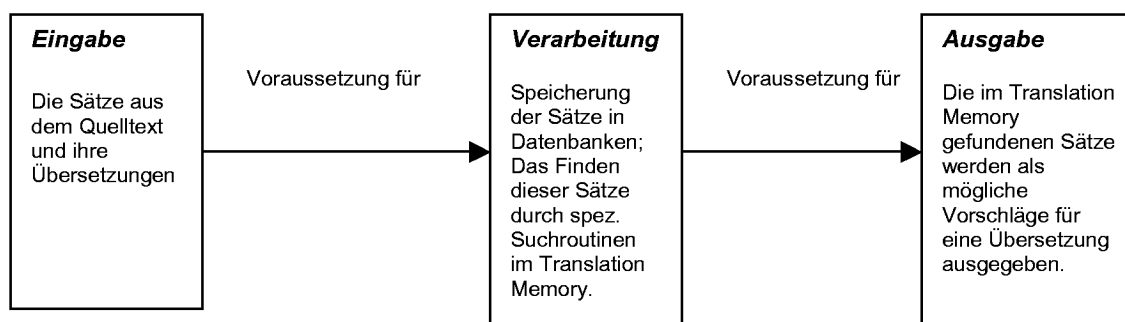 Eingabe
Die Sätze aus
dem Quelltext
und ihre
Übersetzungen
Voraussetzung für
Verarbeitung
Speicherung
der Sätze in
Datenbanken;
Das Finden
dieser Sätze
durch spez.
Suchroutinen
im Translation
Memory.
Voraussetzung für
Ausgabe
Die im Translation
Memory
gefundenen Sätze
werden als
mögliche
Vorschläge für
eine Übersetzung
ausgegeben.